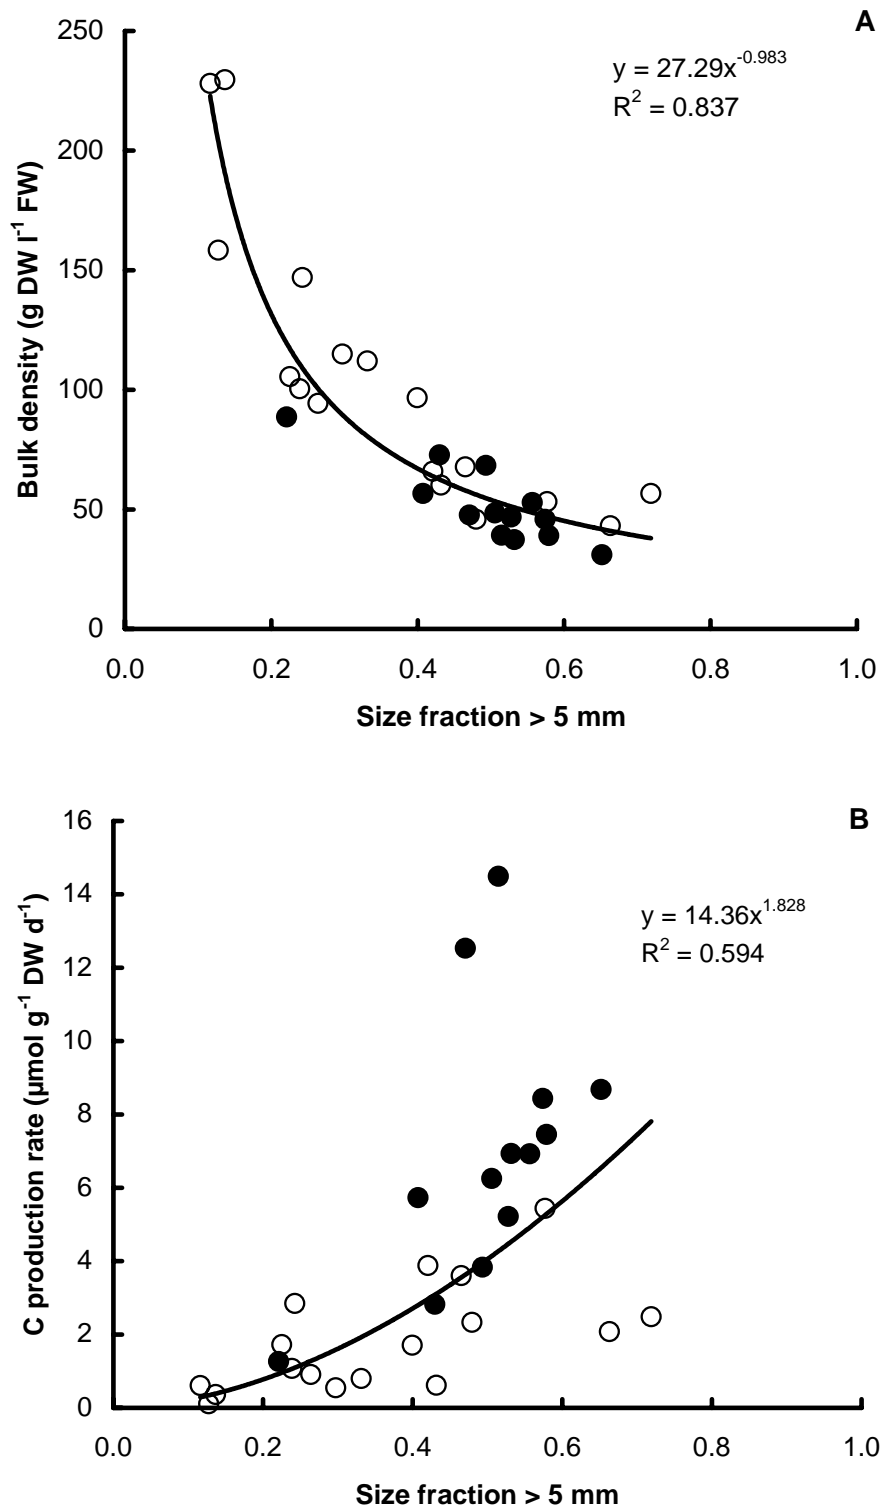 A
y = 27.29x^-0.983
R² = 0.837
Bulk density (g DW l⁻¹ FW)
250
200
150
100
50
0
0.0 0.2 0.4 0.6 0.8 1.0
Size fraction > 5 mm
B
y = 14.36x^1.828
R² = 0.594
C production rate (µmol g⁻¹ DW d⁻¹)
16
14
12
10
8
6
4
2
0
0.0 0.2 0.4 0.6 0.8 1.0
Size fraction > 5 mm